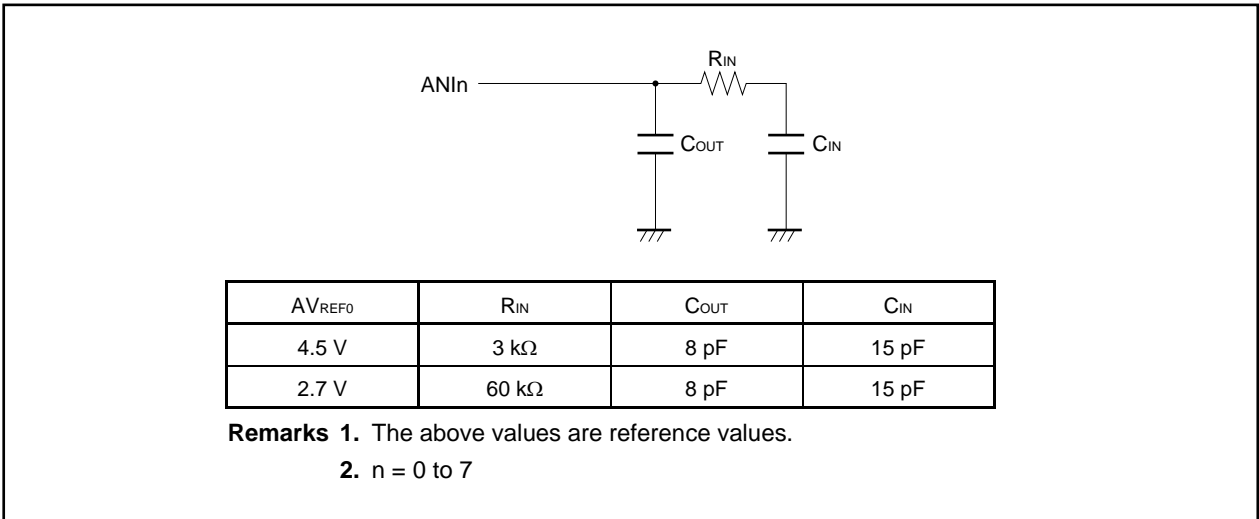 RIN
ANIn
COUT
CIN
AVREF0 RIN COUT CIN
4.5 V 3 kΩ 8 pF 15 pF
2.7 V 60 kΩ 8 pF 15 pF
Remarks 1. The above values are reference values.
2. n = 0 to 7